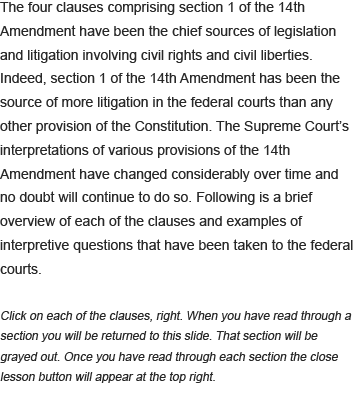 The four clauses comprising section 1 of the 14th
Amendment have been the chief sources of legislation
and litigation involving civil rights and civil liberties.
Indeed, section 1 of the 14th Amendment has been the
source of more litigation in the federal courts than any
other provision of the Constitution. The Supreme Court's
interpretations of various provisions of the 14th
Amendment have changed considerably over time and
no doubt will continue to do so. Following is a brief
overview of each of the clauses and examples of
interpretive questions that have been taken to the federal
courts.
Click on each of the clauses, right. When you have read through a
section you will be returned to this slide. That section will be
grayed out. Once you have read through each section the close
lesson button will appear at the top right.